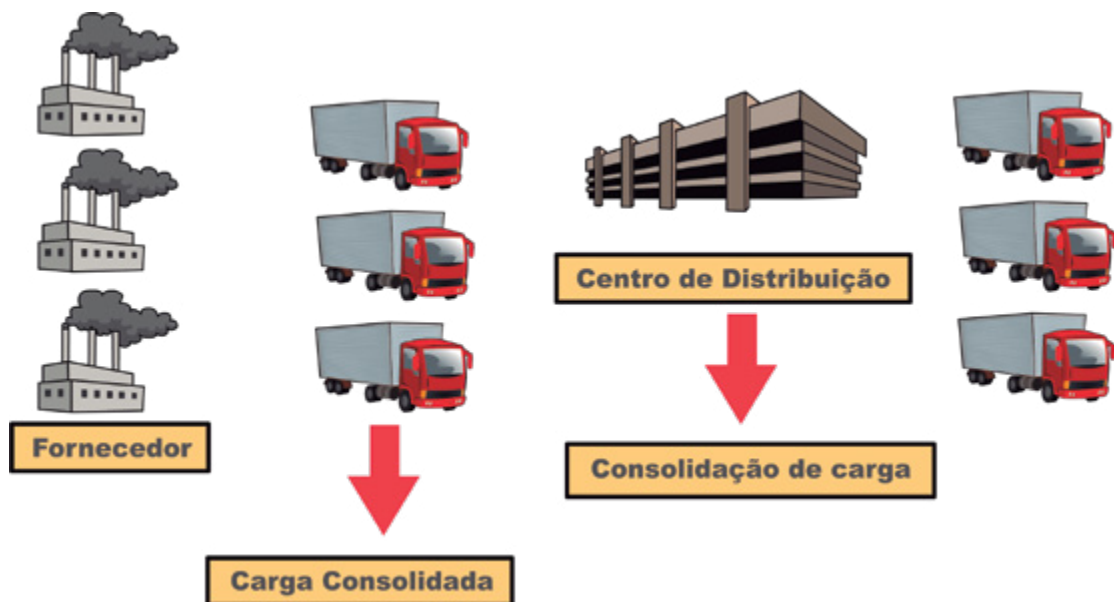 Centro de Distribuição
Fornecedor
Consolidação de carga
Carga Consolidada